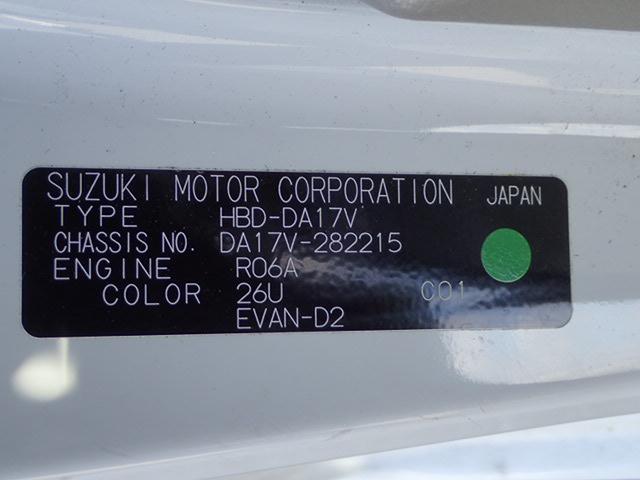 SUZUKI MOTOR CORPORATION JAPAN
TYPE HBD-DA17V
CHASSIS NO. DA17V-282215
ENGINE R06A
COLOR 26U C01
EVAN-D2